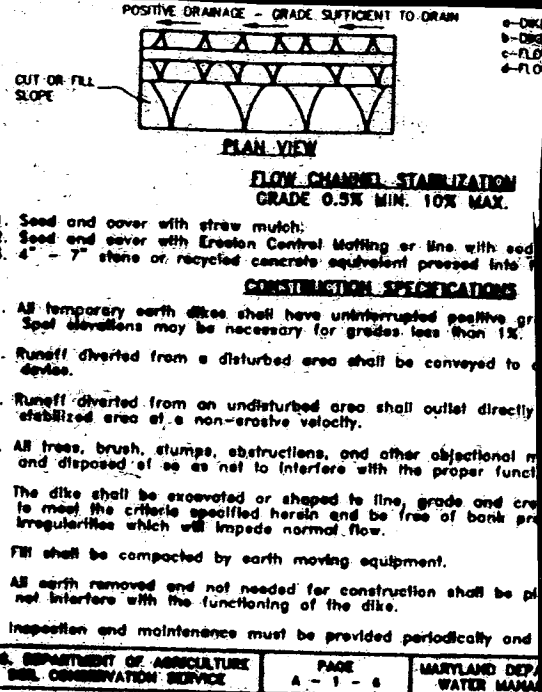 POSITIVE DRAINAGE - GRADE SUFFICIENT TO DRAIN
CUT OR FILL
SLOPE
PLAN VIEW
FLOW CHANNEL STABILIZATION
GRADE 0.5% MIN. 10% MAX.
Seed and cover with straw mulch.
Seed and cover with Erosion Control Matting or line with sod
4" - 7" stone or recycled concrete equivalent pressed into
CONSTRUCTION SPECIFICATIONS
All temporary earth dikes shall have uninterrupted positive gr
Spot elevations may be necessary for grades less than 1%.
Runoff diverted from a disturbed area shall be conveyed to
device.
Runoff diverted from an undisturbed area shall outlet directly
stabilized area at a non-erosive velocity.
All trees, brush, stumps, obstructions, and other objectional m
and disposed of so as not to interfere with the proper functi
The dike shall be excavated or shaped to line, grade and cro
to meet the criteria specified herein and be free of bank pro
irregularities which will impede normal flow.
Fill shall be compacted by earth moving equipment.
All earth removed and not needed for construction shall be pl
not interfere with the functioning of the dike.
Inspection and maintenance must be provided periodically and
S. DEPARTMENT OF AGRICULTURE
SOIL CONSERVATION SERVICE
PAGE
A - 1 - 6
MARYLAND DEPA
WATER MANA